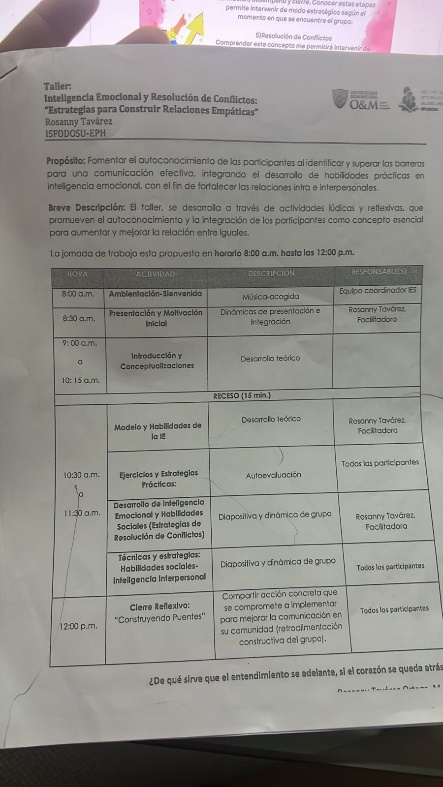 permite intervenir de modo estratégico según el
momento en que se encuentre el grupo.
5)Resolución de Conflictos
Comprender este concepto me permitirá intervenir de
Taller:
Inteligencia Emocional y Resolución de Conflictos:
"Estrategias para Construir Relaciones Empáticas"
Rosanny Tavárez
ISFODOSU-EPH
O&M
Propósito: Fomentar el autoconocimiento de las participantes al identificar y superar las barreras
para una comunicación efectiva, integrando el desarrollo de habilidades prácticas en
inteligencia emocional, con el fin de fortalecer las relaciones intra e interpersonales.
Breve Descripción: El taller, se desarrolla a través de actividades lúdicas y reflexivas, que
promueven el autoconocimiento y la integración de los participantes como concepto esencial
para aumentar y mejorar la relación entre iguales.
La jornada de trabajo esta propuesta en horario 8:00 a.m. hasta las 12:00 p.m.
HORA ACTIVIDAD DESCRIPCIÓN RESPONSABLE(S)
8:00 a.m. Ambientación-Bienvenida Música-acogida Equipo coordinador IES
8:30 a.m. Presentación y Motivación Inicial Dinámicas de presentación e integración Rosanny Tavárez. Facilitadora
9:00 a.m. a 10:15 a.m. Introducción y Conceptualizaciones Desarrollo teórico
RECESO (15 min.)
10:30 a.m. a 11:30 a.m. Modelo y Habilidades de la IE Desarrollo teórico Rosanny Tavárez. Facilitadora
Ejercicios y Estrategias Prácticas: Autoevaluación Todas las participantes
Desarrollo de Inteligencia Emocional y Habilidades Sociales (Estrategias de Resolución de Conflictos) Diapositiva y dinámica de grupo Rosanny Tavárez. Facilitadora
Técnicas y estrategias: Habilidades sociales-Inteligencia Interpersonal Diapositiva y dinámica de grupo Todos los participantes
12:00 p.m. Cierre Reflexivo: "Construyendo Puentes" Compartir acción concreta que se compromete a implementar para mejorar la comunicación en su comunidad (retroalimentación constructiva del grupo). Todos los participantes
¿De qué sirve que el entendimiento se adelante, si el corazón se queda atrás